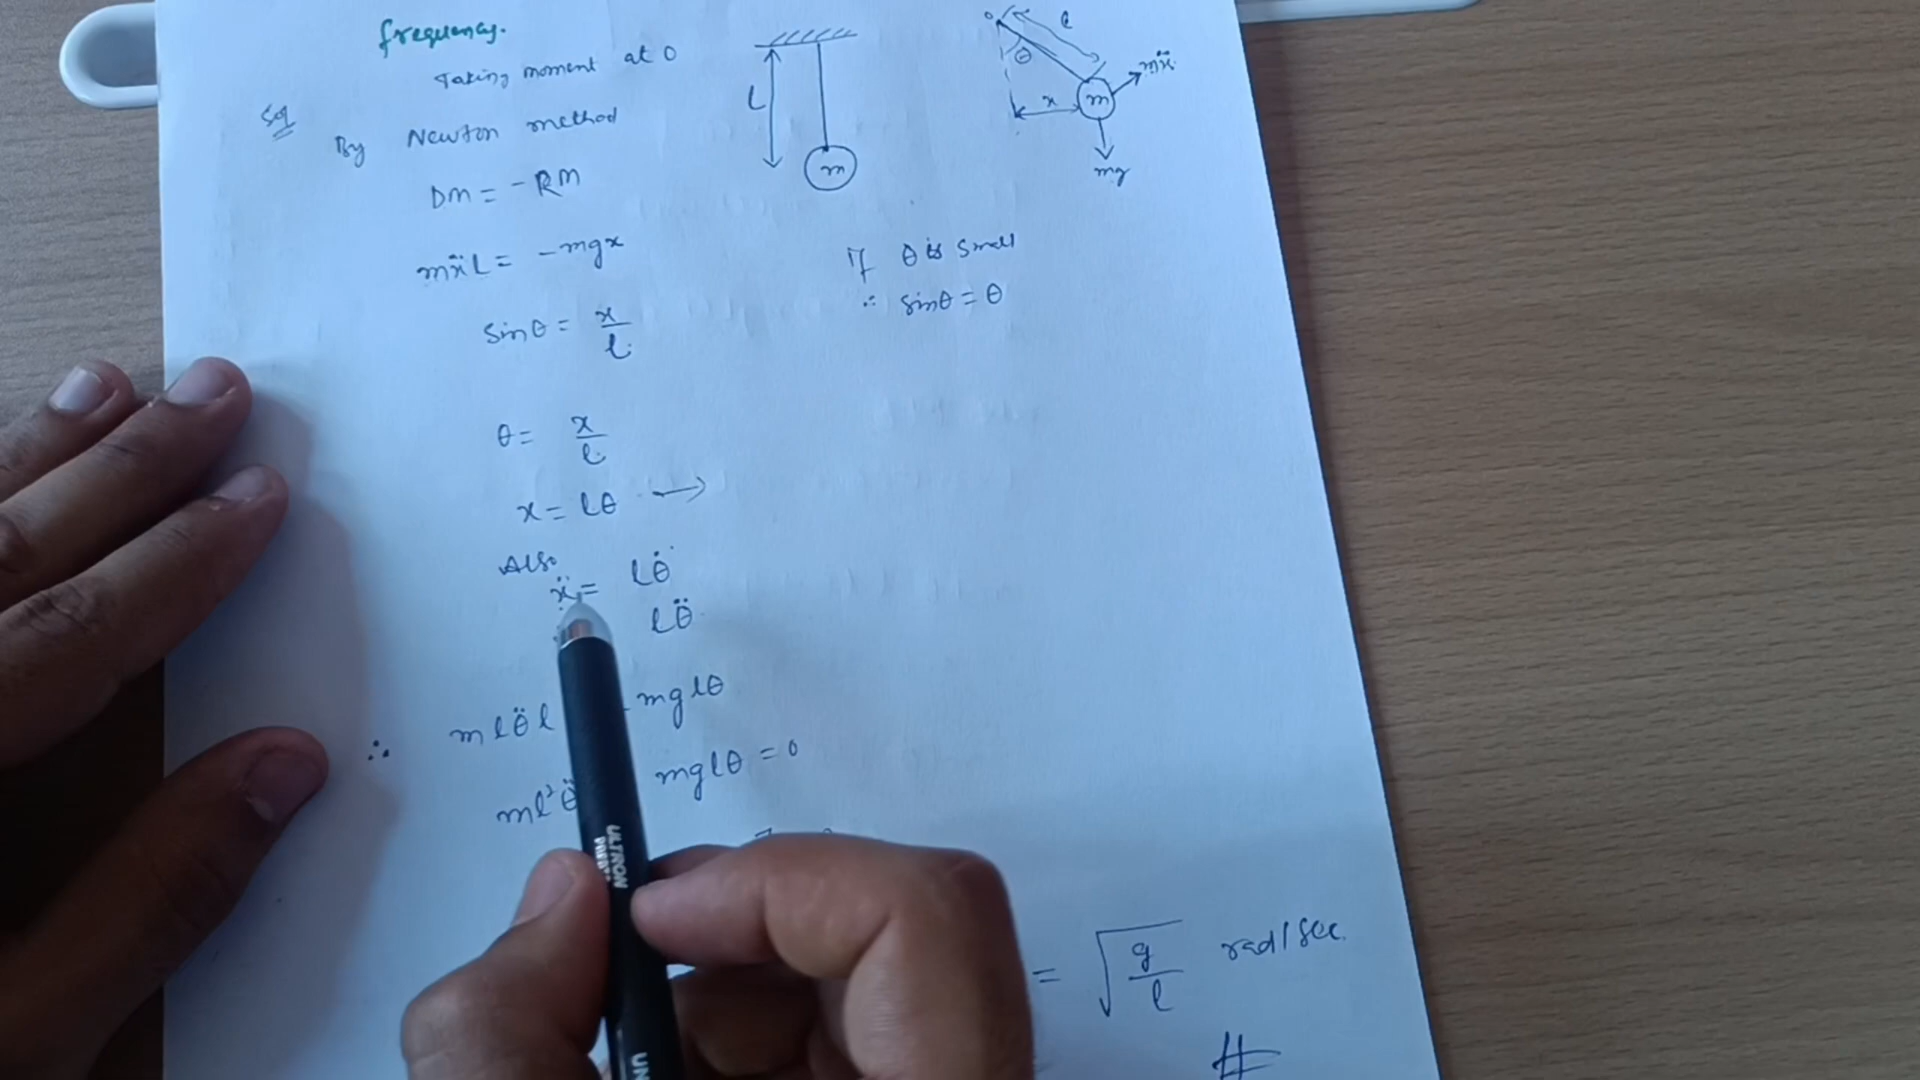 frequency.
Taking moment at O
Sol
By Newton method
DM = - RM
mẍL = - mgx
sinθ = x/l
θ = x/l
x = lθ →
Also
ẍ = lθ̇
lθ̈
∴ mlθ̈l - mglθ
ml²θ̈ mglθ = 0
= √(g/l) rad/sec.
L
m
O
l
θ
x
m
mẍ
mg
If θ is small
∴ sinθ = θ
ULTRON